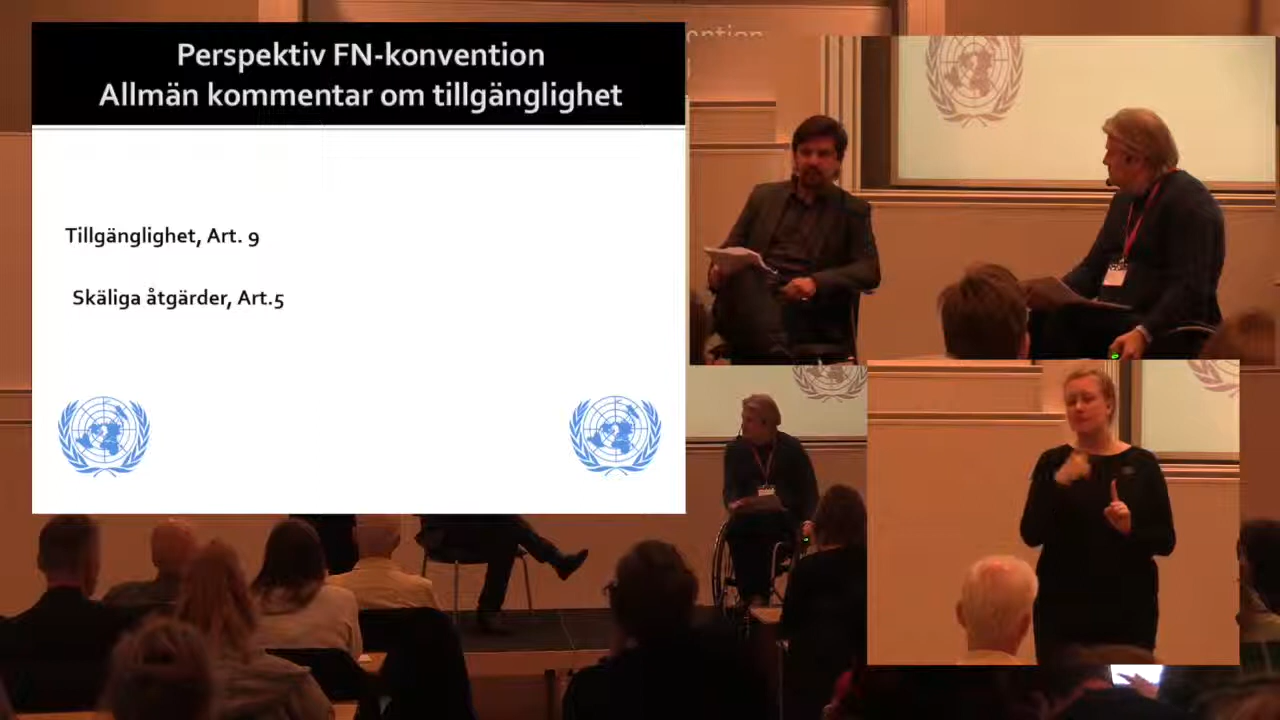 Perspektiv FN-konvention
Allmän kommentar om tillgänglighet
Tillgänglighet, Art. 9
Skäliga åtgärder, Art.5